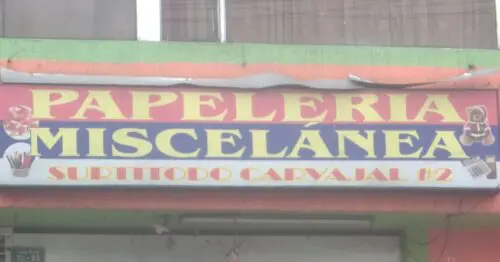 PAPELERIA
MISCELÁNEA
SURTITODO CARVAJAL #2